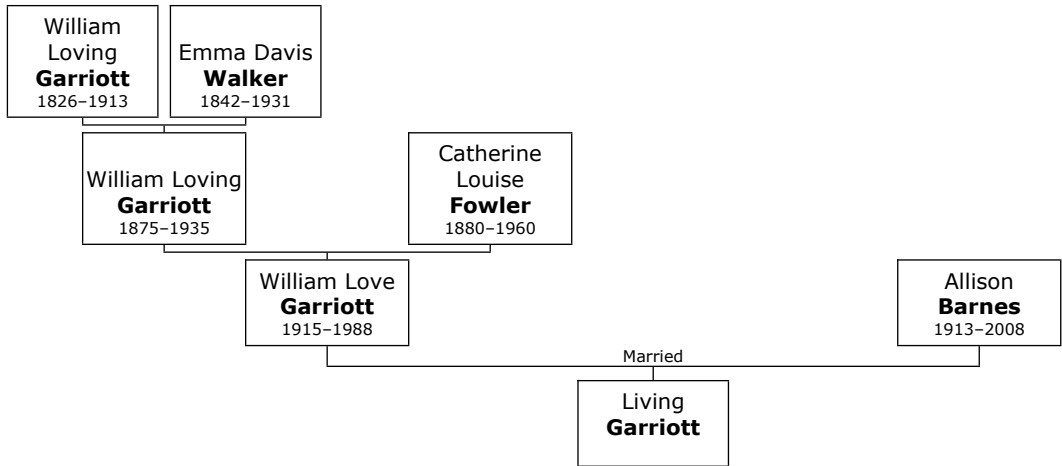 William
Loving
Garriott
1826–1913
Emma Davis
Walker
1842–1931
William Loving
Garriott
1875–1935
Catherine
Louise
Fowler
1880–1960
William Love
Garriott
1915–1988
Allison
Barnes
1913–2008
Married
Living
Garriott